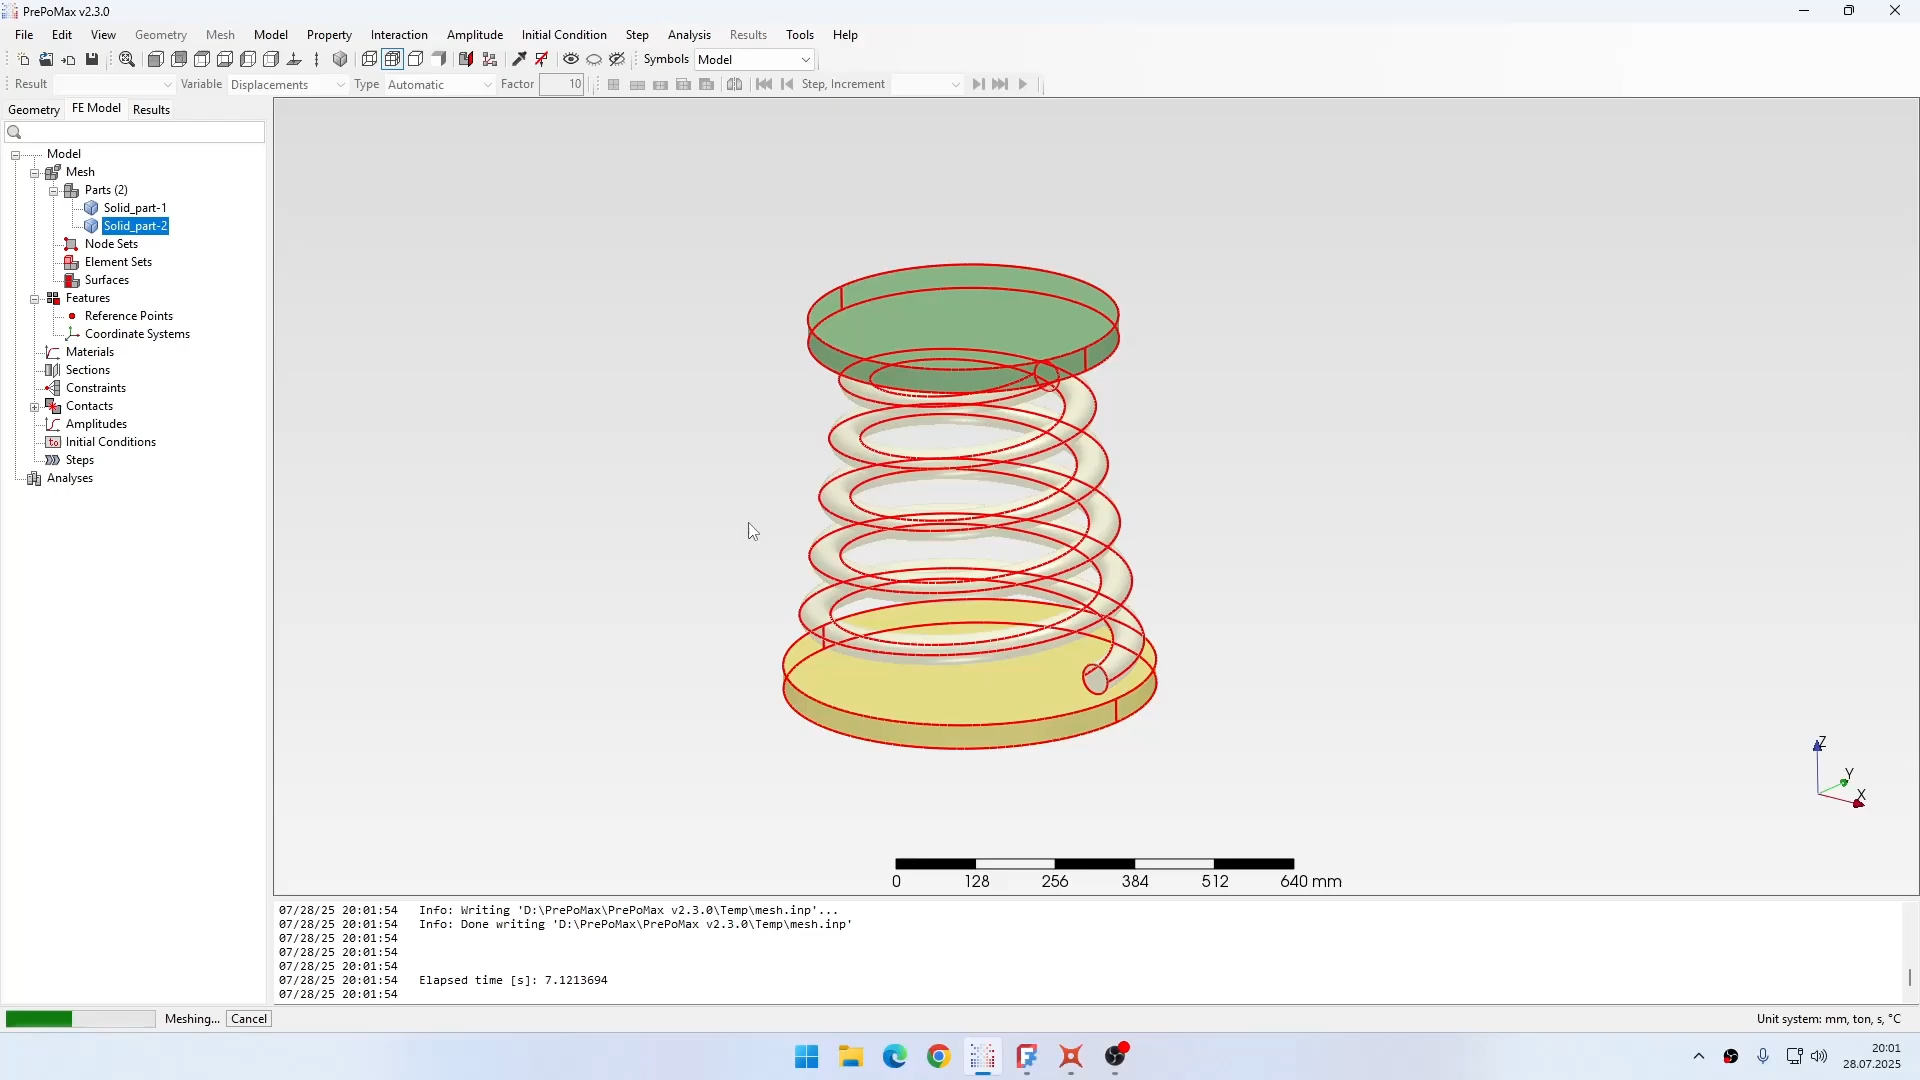 PrePoMax v2.3.0
File Edit View Geometry Mesh Model Property Interaction Amplitude Initial Condition Step Analysis Results Tools Help
Symbols Model
Result Variable Displacements Type Automatic Factor 10 Step, Increment
Geometry FE Model Results
Model
Mesh
Parts (2)
Solid_part-1
Solid_part-2
Node Sets
Element Sets
Surfaces
Features
Reference Points
Coordinate Systems
Materials
Sections
Constraints
Contacts
Amplitudes
Initial Conditions
Steps
Analyses
Z
Y
X
0 128 256 384 512 640 mm
07/28/25 20:01:54 Info: Writing 'D:\PrePoMax\PrePoMax v2.3.0\Temp\mesh.inp'...
07/28/25 20:01:54 Info: Done writing 'D:\PrePoMax\PrePoMax v2.3.0\Temp\mesh.inp'
07/28/25 20:01:54
07/28/25 20:01:54
07/28/25 20:01:54
07/28/25 20:01:54 Elapsed time [s]: 7.1213694
07/28/25 20:01:54
Meshing... Cancel Unit system: mm, ton, s, °C
20:01
28.07.2025